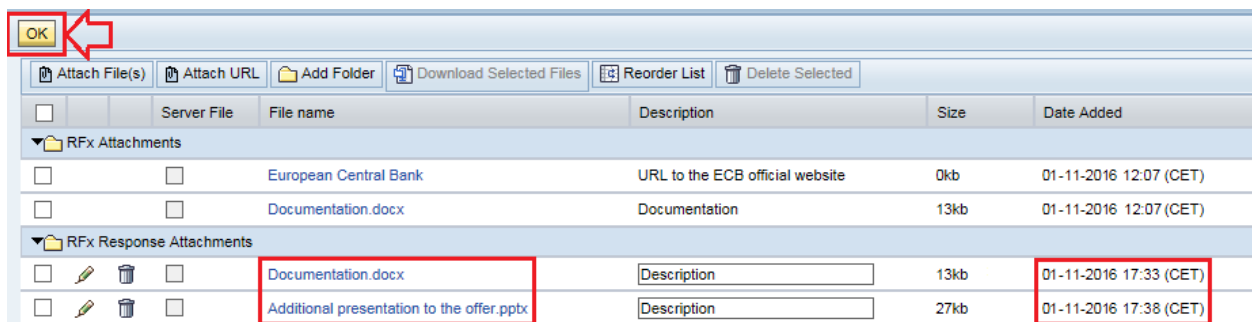 OK
Attach File(s) Attach URL Add Folder Download Selected Files Reorder List Delete Selected
Server File File name Description Size Date Added
RFx Attachments
European Central Bank URL to the ECB official website 0kb 01-11-2016 12:07 (CET)
Documentation.docx Documentation 13kb 01-11-2016 12:07 (CET)
RFx Response Attachments
Documentation.docx Description 13kb 01-11-2016 17:33 (CET)
Additional presentation to the offer.pptx Description 27kb 01-11-2016 17:38 (CET)